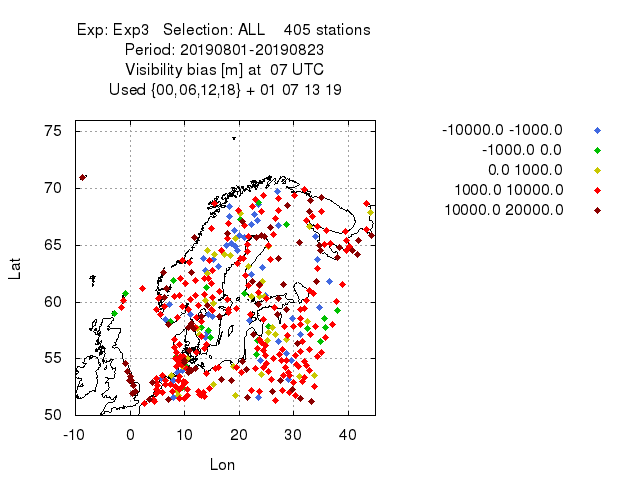 Exp: Exp3 Selection: ALL 405 stations
Period: 20190801-20190823
Visibility bias [m] at 07 UTC
Used {00,06,12,18} + 01 07 13 19
-10000.0 -1000.0
-1000.0 0.0
0.0 1000.0
1000.0 10000.0
10000.0 20000.0
75
70
65
60
55
50
Lat
-10 0 10 20 30 40
Lon